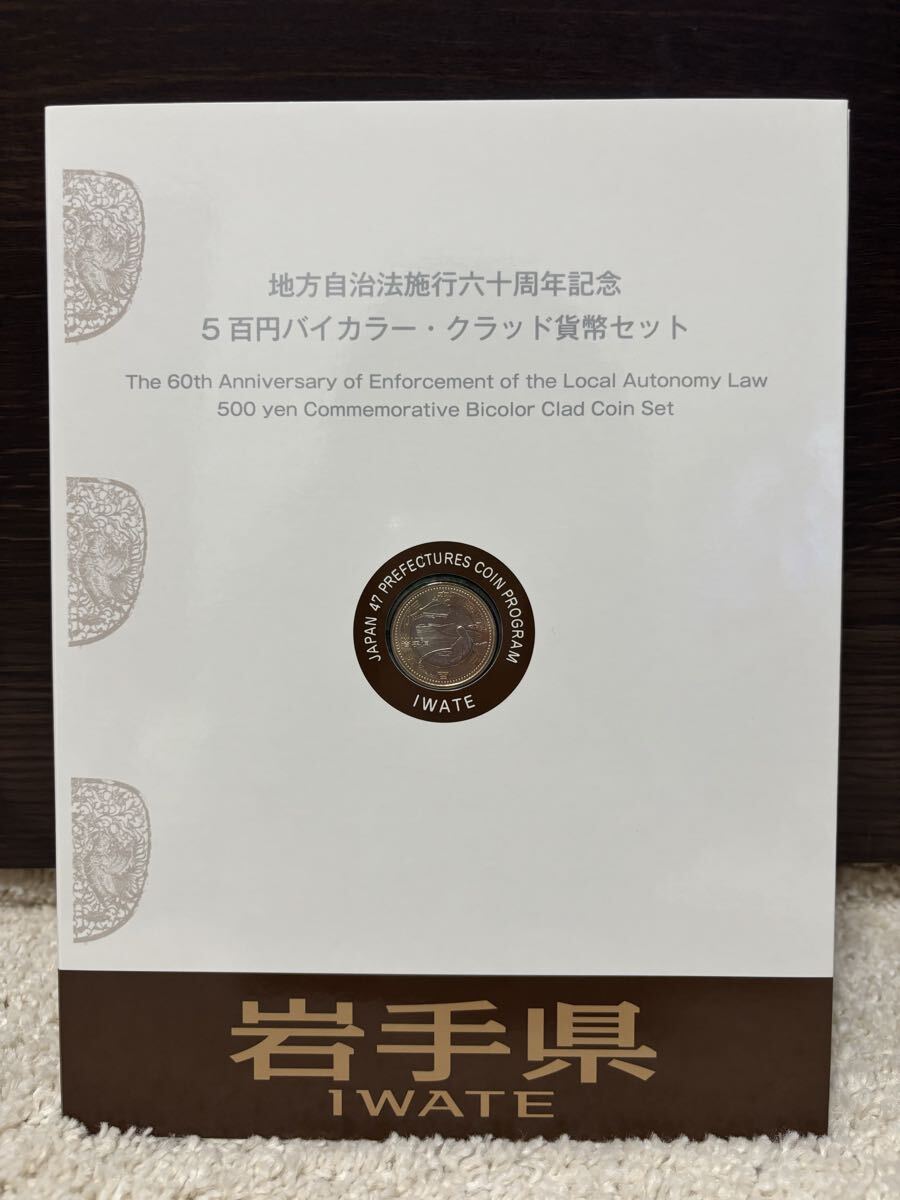 地方自治法施行六十周年記念
5百円バイカラー・クラッド貨幣セット
The 60th Anniversary of Enforcement of the Local Autonomy Law
500 yen Commemorative Bicolor Clad Coin Set
JAPAN 47 PREFECTURES COIN PROGRAM
IWATE
岩手県
IWATE